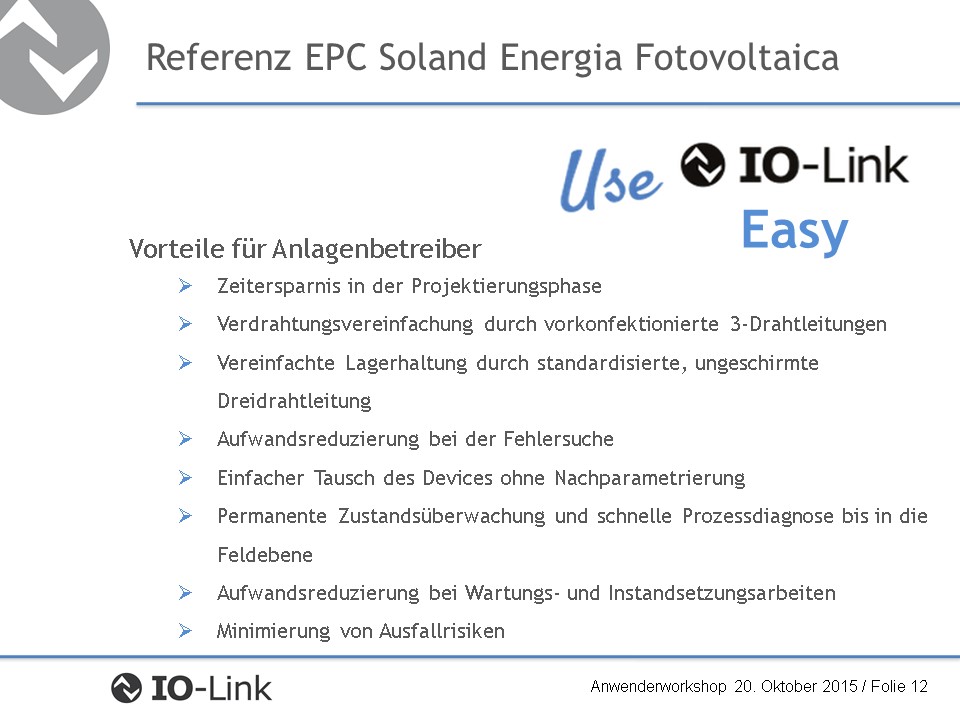 Referenz EPC Soland Energia Fotovoltaica
Use IO-Link
Easy
Vorteile für Anlagenbetreiber
Zeitersparnis in der Projektierungsphase
Verdrahtungsvereinfachung durch vorkonfektionierte 3-Drahtleitungen
Vereinfachte Lagerhaltung durch standardisierte, ungeschirmte
Dreidrahtleitung
Aufwandsreduzierung bei der Fehlersuche
Einfacher Tausch des Devices ohne Nachparametrierung
Permanente Zustandsüberwachung und schnelle Prozessdiagnose bis in die
Feldebene
Aufwandsreduzierung bei Wartungs- und Instandsetzungsarbeiten
Minimierung von Ausfallrisiken
IO-Link
Anwenderworkshop 20. Oktober 2015 / Folie 12